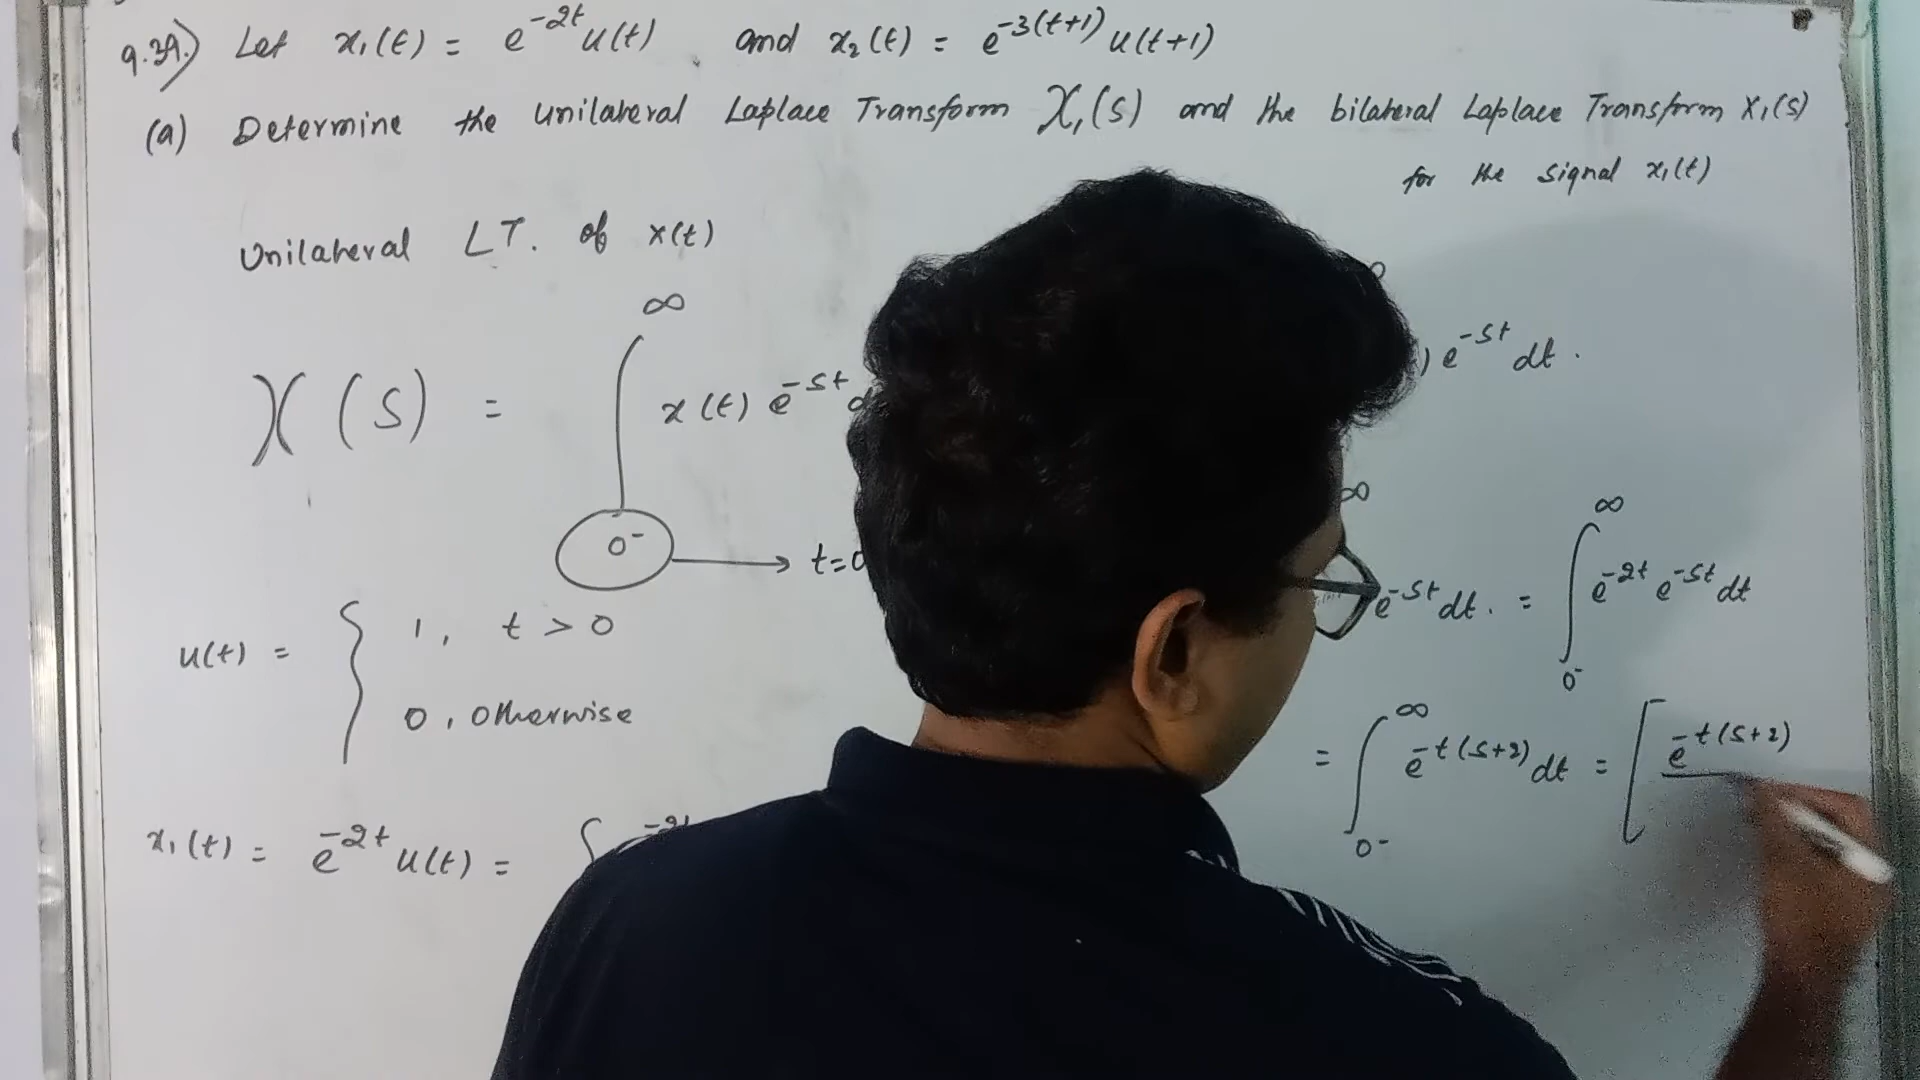 9.39.) Let x₁(t) = e^{-2t} u(t) and x₂(t) = e^{-3(t+1)} u(t+1)
(a) Determine the Unilateral Laplace Transform 𝒳₁(s) and the bilateral Laplace Transform X₁(s)
for the signal x₁(t)
Unilateral LT. of x(t)
𝒳(s) = ∫_{0⁻}^{∞} x(t) e^{-st} d
→ t=0
) e^{-st} dt.
u(t) = { 1, t > 0
0, otherwise
x₁(t) = e^{-2t} u(t) = {
∞ e^{-st} dt. = ∫_{0⁻}^{∞} e^{-2t} e^{-st} dt
= ∫_{0⁻}^{∞} e^{-t(s+2)} dt = [ e^{-t(s+2)}